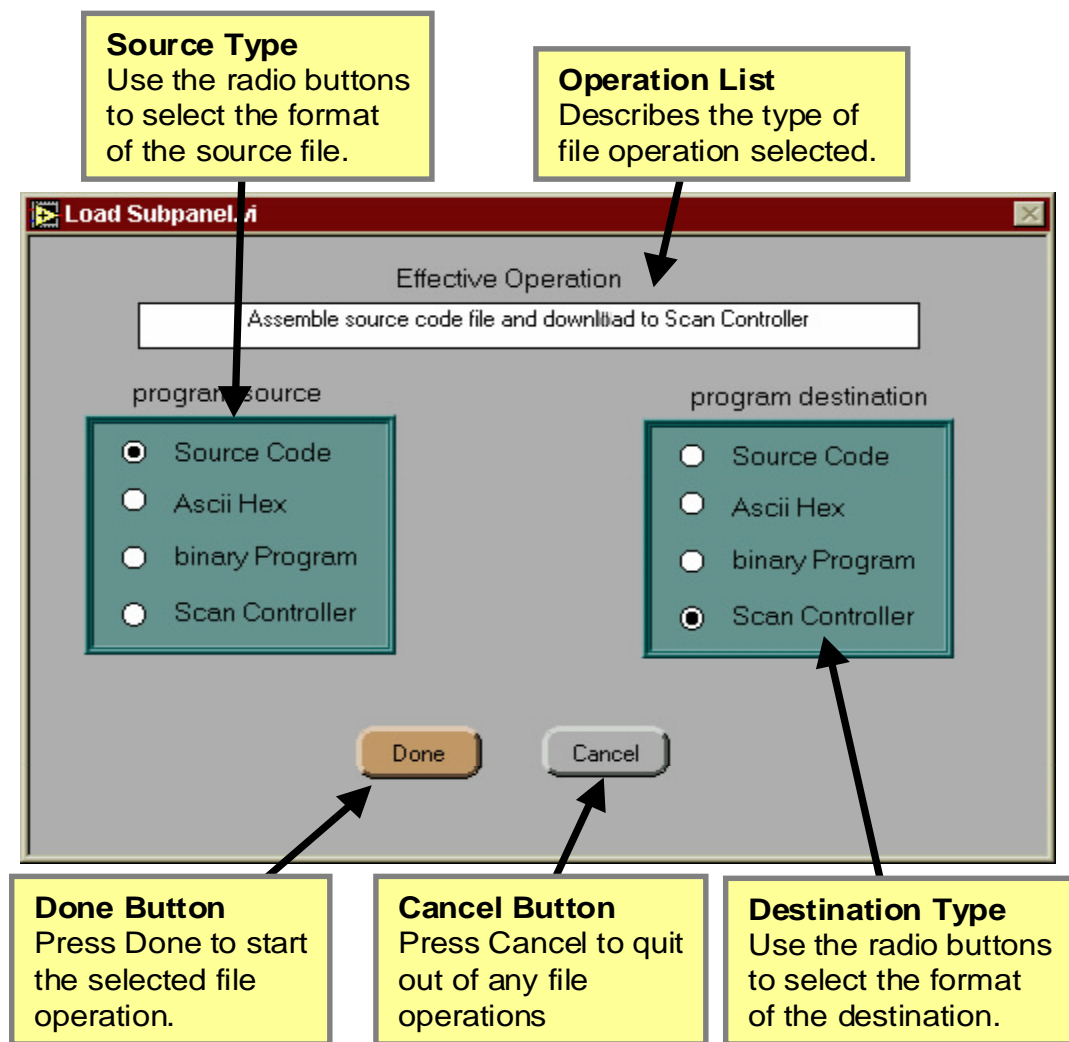 Source Type
Use the radio buttons
to select the format
of the source file.
Operation List
Describes the type of
file operation selected.
Load Subpanel.vi
Effective Operation
Assemble source code file and download to Scan Controller
program source
Source Code
Ascii Hex
binary Program
Scan Controller
program destination
Source Code
Ascii Hex
binary Program
Scan Controller
Done
Cancel
Done Button
Press Done to start
the selected file
operation.
Cancel Button
Press Cancel to quit
out of any file
operations
Destination Type
Use the radio buttons
to select the format
of the destination.